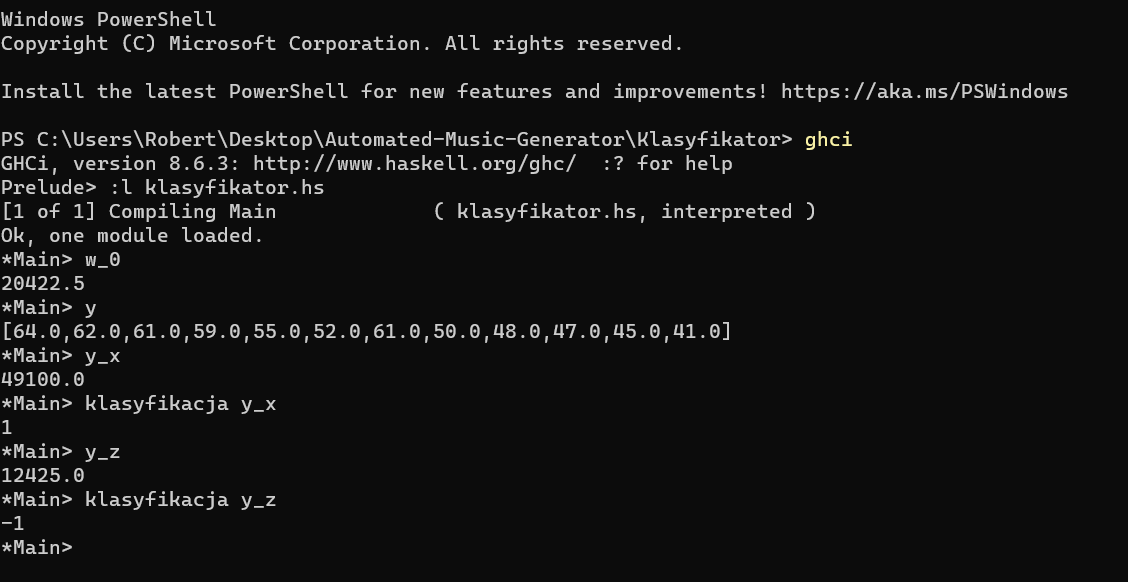 Windows PowerShell
Copyright (C) Microsoft Corporation. All rights reserved.
Install the latest PowerShell for new features and improvements! https://aka.ms/PSWindows
PS C:\Users\Robert\Desktop\Automated-Music-Generator\Klasyfikator> ghci
GHCi, version 8.6.3: http://www.haskell.org/ghc/  :? for help
Prelude> :l klasyfikator.hs
[1 of 1] Compiling Main             ( klasyfikator.hs, interpreted )
Ok, one module loaded.
*Main> w_0
20422.5
*Main> y
[64.0,62.0,61.0,59.0,55.0,52.0,61.0,50.0,48.0,47.0,45.0,41.0]
*Main> y_x
49100.0
*Main> klasyfikacja y_x
1
*Main> y_z
12425.0
*Main> klasyfikacja y_z
-1
*Main>